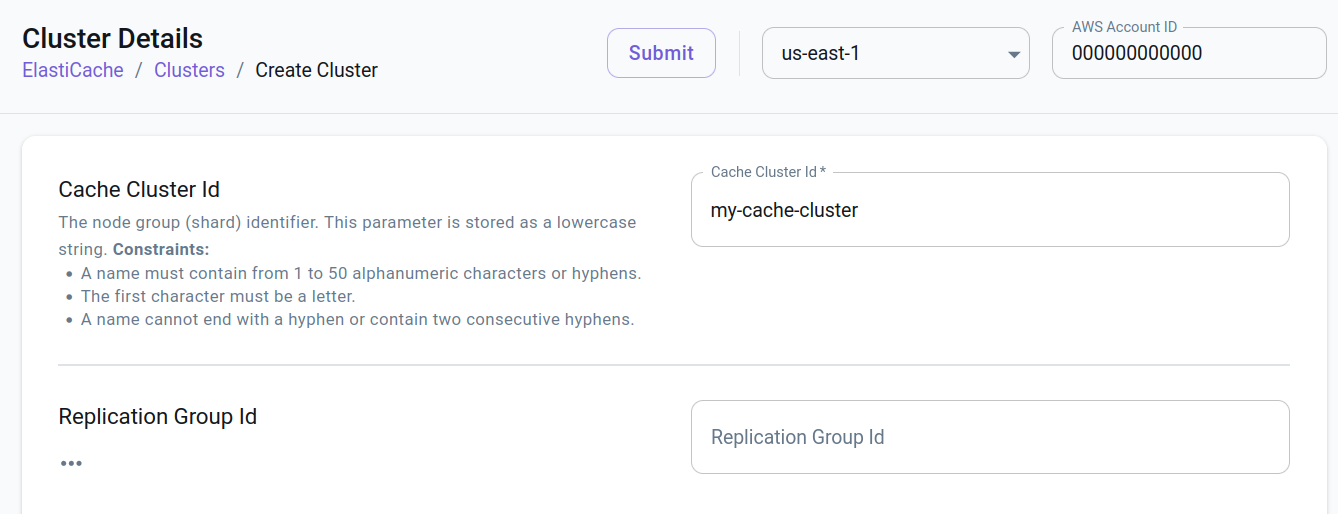 Cluster Details
ElastiCache / Clusters / Create Cluster
Submit
us-east-1
AWS Account ID
000000000000
Cache Cluster Id
The node group (shard) identifier. This parameter is stored as a lowercase
string. Constraints:
• A name must contain from 1 to 50 alphanumeric characters or hyphens.
• The first character must be a letter.
• A name cannot end with a hyphen or contain two consecutive hyphens.
Cache Cluster Id *
my-cache-cluster
Replication Group Id
•••
Replication Group Id